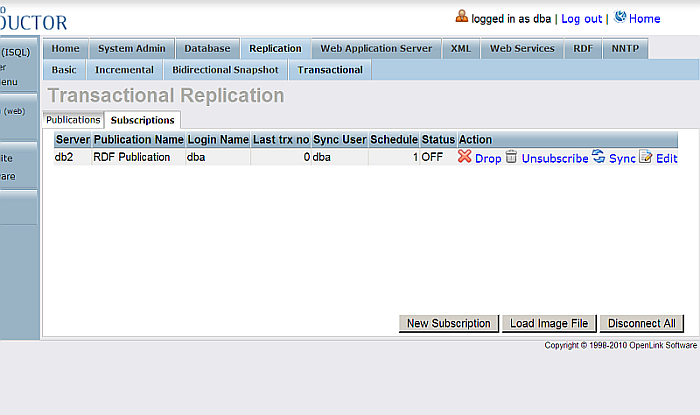 O
UCTOR
logged in as dba | Log out | Home
(ISQL)
er
enu
(web)
lite
are
Home System Admin Database Replication Web Application Server XML Web Services RDF NNTP
Basic Incremental Bidirectional Snapshot Transactional
Transactional Replication
Publications Subscriptions
Server Publication Name Login Name Last trx no Sync User Schedule Status Action
db2 RDF Publication dba 0 dba 1 OFF Drop Unsubscribe Sync Edit
New Subscription Load Image File Disconnect All
Copyright © 1998-2010 OpenLink Software